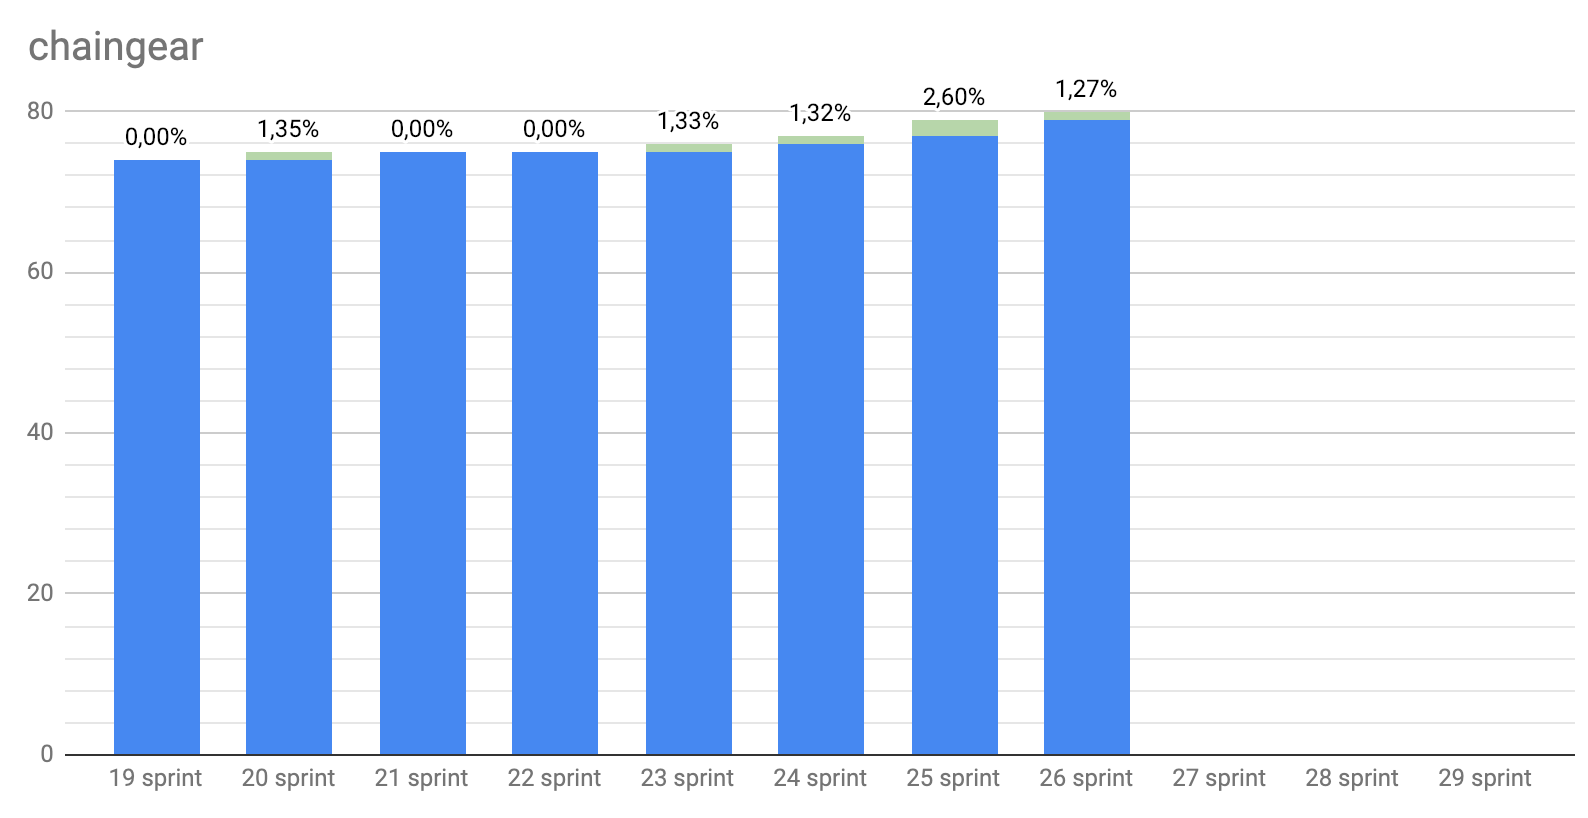 chaingear
80
60
40
20
0
0,00%
1,35%
0,00%
0,00%
1,33%
1,32%
2,60%
1,27%
19 sprint
20 sprint
21 sprint
22 sprint
23 sprint
24 sprint
25 sprint
26 sprint
27 sprint
28 sprint
29 sprint